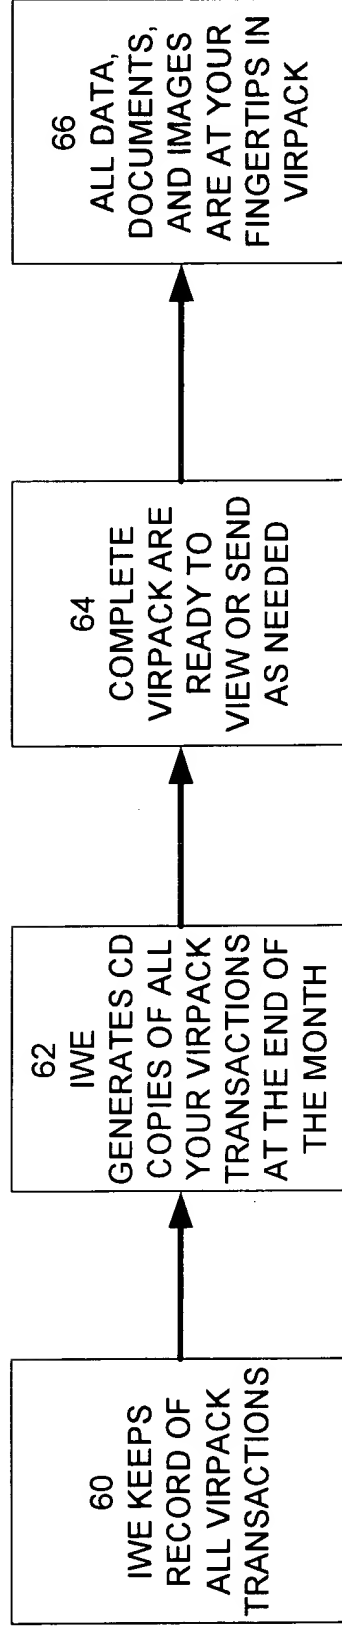 60
IWE KEEPS
RECORD OF
ALL VIRPACK
TRANSACTIONS
62
IWE
GENERATES CD
COPIES OF ALL
YOUR VIRPACK
TRANSACTIONS
AT THE END OF
THE MONTH
64
COMPLETE
VIRPACK ARE
READY TO
VIEW OR SEND
AS NEEDED
66
ALL DATA,
DOCUMENTS,
AND IMAGES
ARE AT YOUR
FINGERTIPS IN
VIRPACK